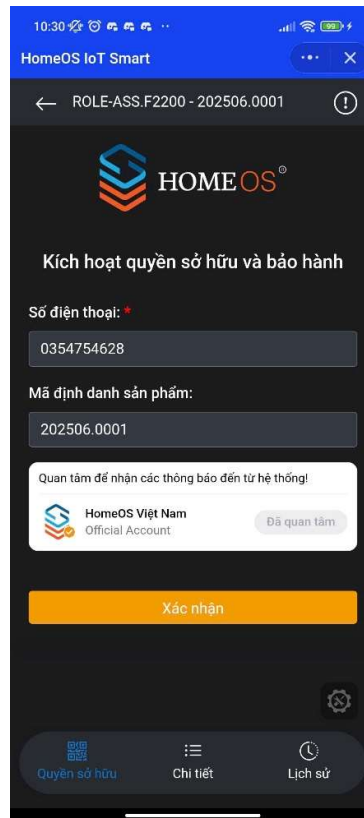 10:30
99
HomeOS IoT Smart
ROLE-ASS.F2200 - 202506.0001
HOMEOS®
Kích hoạt quyền sở hữu và bảo hành
Số điện thoại: *
0354754628
Mã định danh sản phẩm:
202506.0001
Quan tâm để nhận các thông báo đến từ hệ thống!
HomeOS Việt Nam
Official Account
Đã quan tâm
Xác nhận
Quyền sở hữu
Chi tiết
Lịch sử